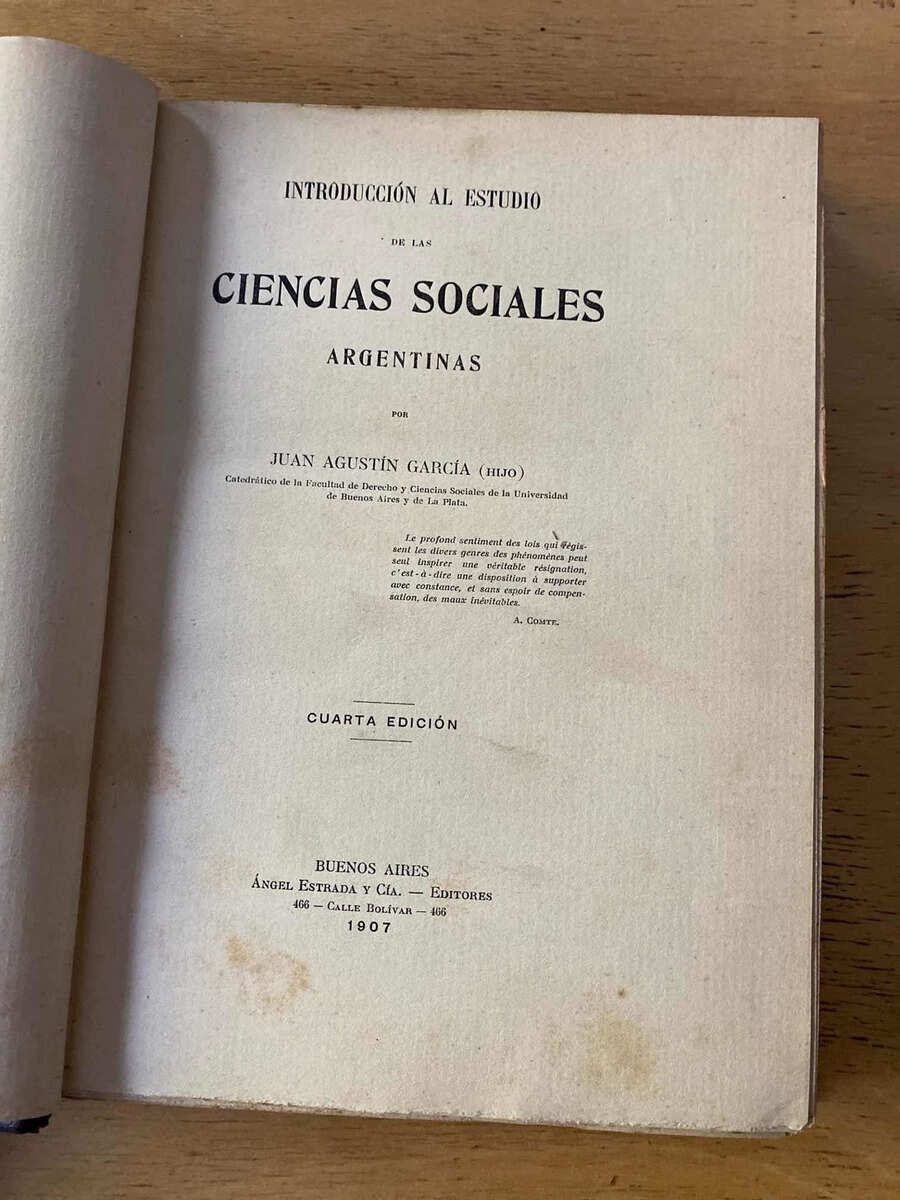 INTRODUCCIÓN AL ESTUDIO
DE LAS
CIENCIAS SOCIALES
ARGENTINAS
POR
JUAN AGUSTÍN GARCÍA (HIJO)
Catedrático de la Facultad de Derecho y Ciencias Sociales de la Universidad
de Buenos Aires y de La Plata.
Le profond sentiment des lois qui régis-
sent les divers genres des phénomènes peut
seul inspirer une véritable résignation,
c'est-à-dire une disposition à supporter
avec constance, et sans espoir de compen-
sation, des maux inévitables.
A. COMTE.
CUARTA EDICIÓN
BUENOS AIRES
ÁNGEL ESTRADA Y CÍA. — EDITORES
466 — CALLE BOLÍVAR — 466
1907